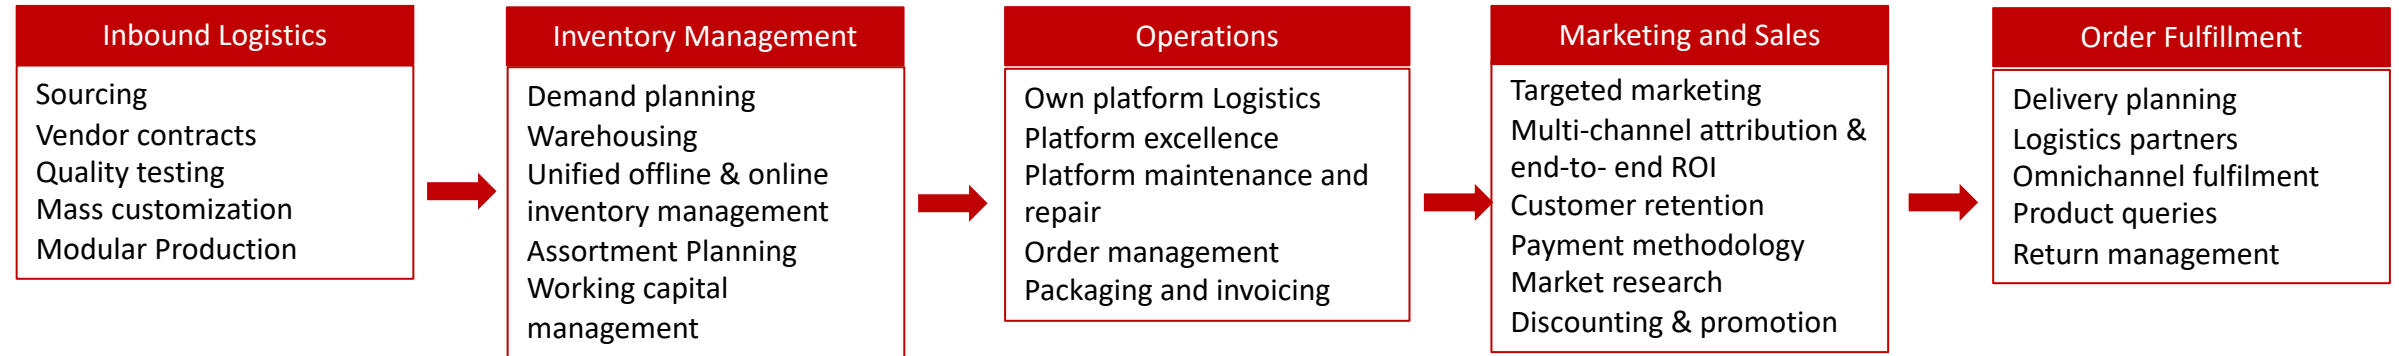 Inbound Logistics
Sourcing
Vendor contracts
Quality testing
Mass customization
Modular Production
Inventory Management
Demand planning
Warehousing
Unified offline & online
inventory management
Assortment Planning
Working capital
management
Operations
Own platform Logistics
Platform excellence
Platform maintenance and
repair
Order management
Packaging and invoicing
Marketing and Sales
Targeted marketing
Multi-channel attribution &
end-to- end ROI
Customer retention
Payment methodology
Market research
Discounting & promotion
Order Fulfillment
Delivery planning
Logistics partners
Omnichannel fulfilment
Product queries
Return management